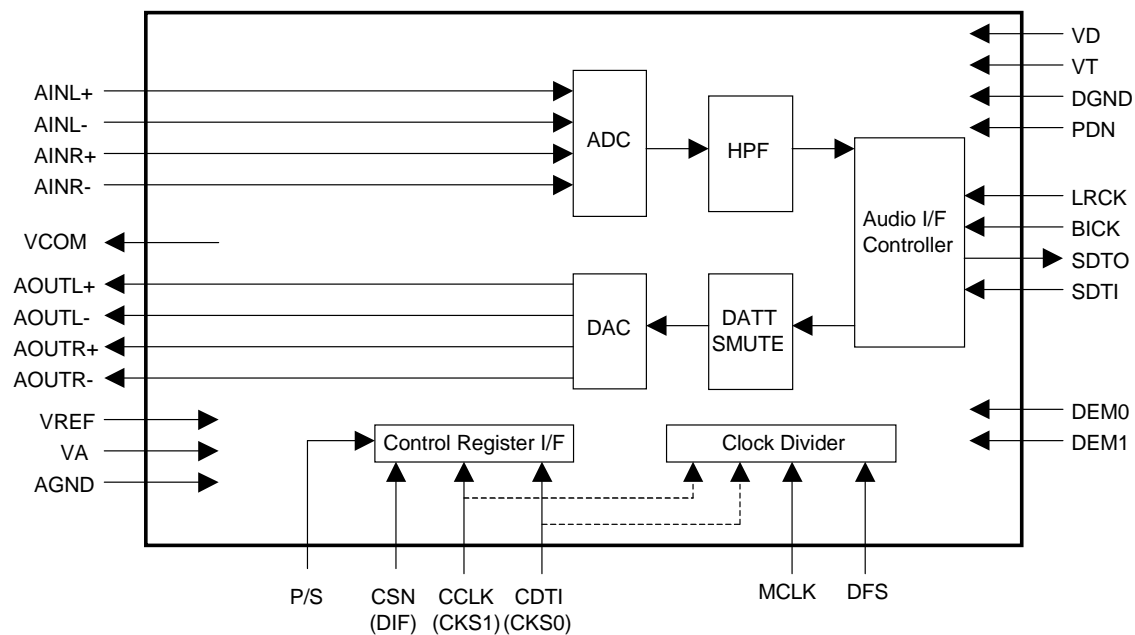 VD
VT
DGND
PDN
AINL+
AINL-
AINR+
AINR-
ADC
HPF
Audio I/F
Controller
LRCK
BICK
SDTO
SDTI
VCOM
AOUTL+
AOUTL-
AOUTR+
AOUTR-
DAC
DATT
SMUTE
VREF
VA
AGND
Control Register I/F
Clock Divider
DEM0
DEM1
P/S
CSN
(DIF)
CCLK
(CKS1)
CDTI
(CKS0)
MCLK
DFS